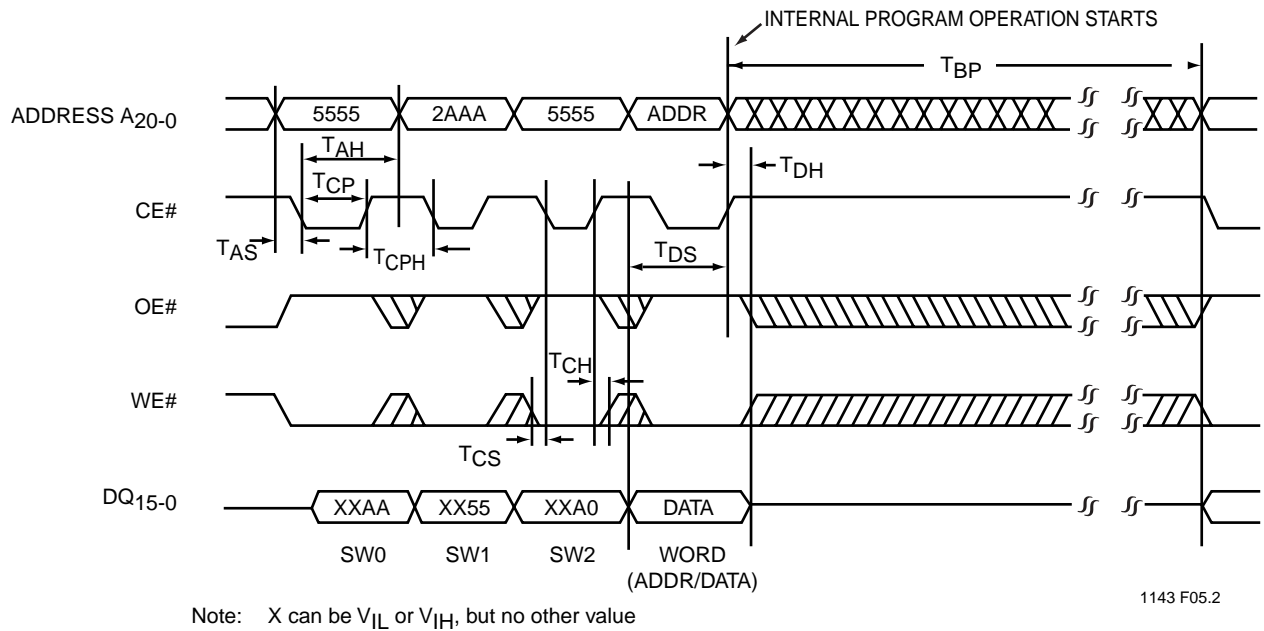 INTERNAL PROGRAM OPERATION STARTS
TBP
ADDRESS A20-0
5555 2AAA 5555 ADDR
TAH
TDH
TCP
CE#
TAS
TCPH
TDS
OE#
TCH
WE#
TCS
DQ15-0
XXAA XX55 XXA0 DATA
SW0 SW1 SW2 WORD
(ADDR/DATA)
1143 F05.2
Note: X can be VIL or VIH, but no other value